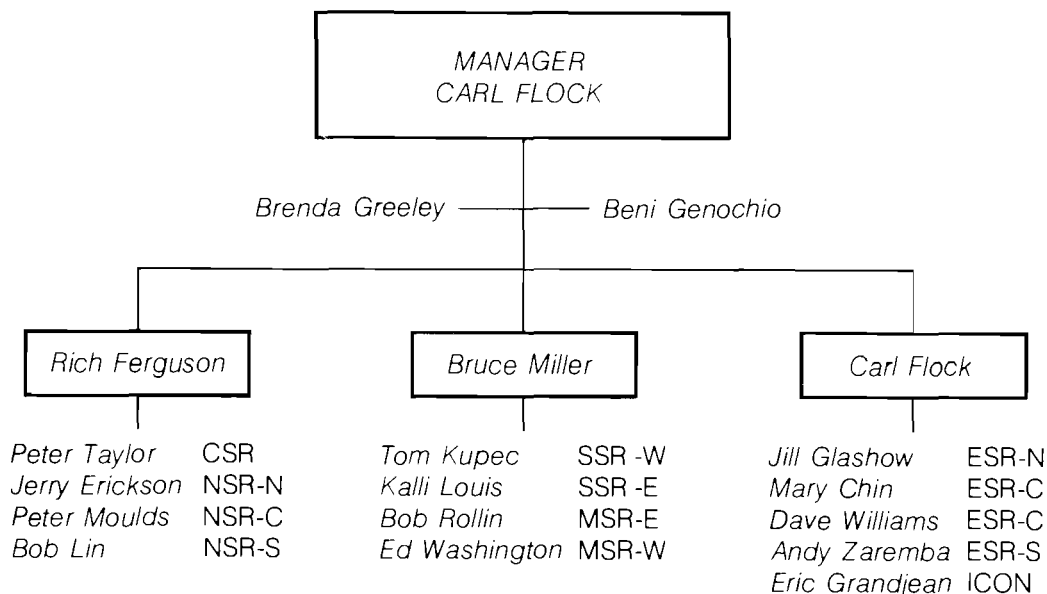 MANAGER
CARL FLOCK
Brenda Greeley
Beni Genochio
Rich Ferguson
Peter Taylor CSR
Jerry Erickson NSR-N
Peter Moulds NSR-C
Bob Lin NSR-S
Bruce Miller
Tom Kupec SSR-W
Kalli Louis SSR-E
Bob Rollin MSR-E
Ed Washington MSR-W
Carl Flock
Jill Glashow ESR-N
Mary Chin ESR-C
Dave Williams ESR-C
Andy Zaremba ESR-S
Eric Grandjean ICON